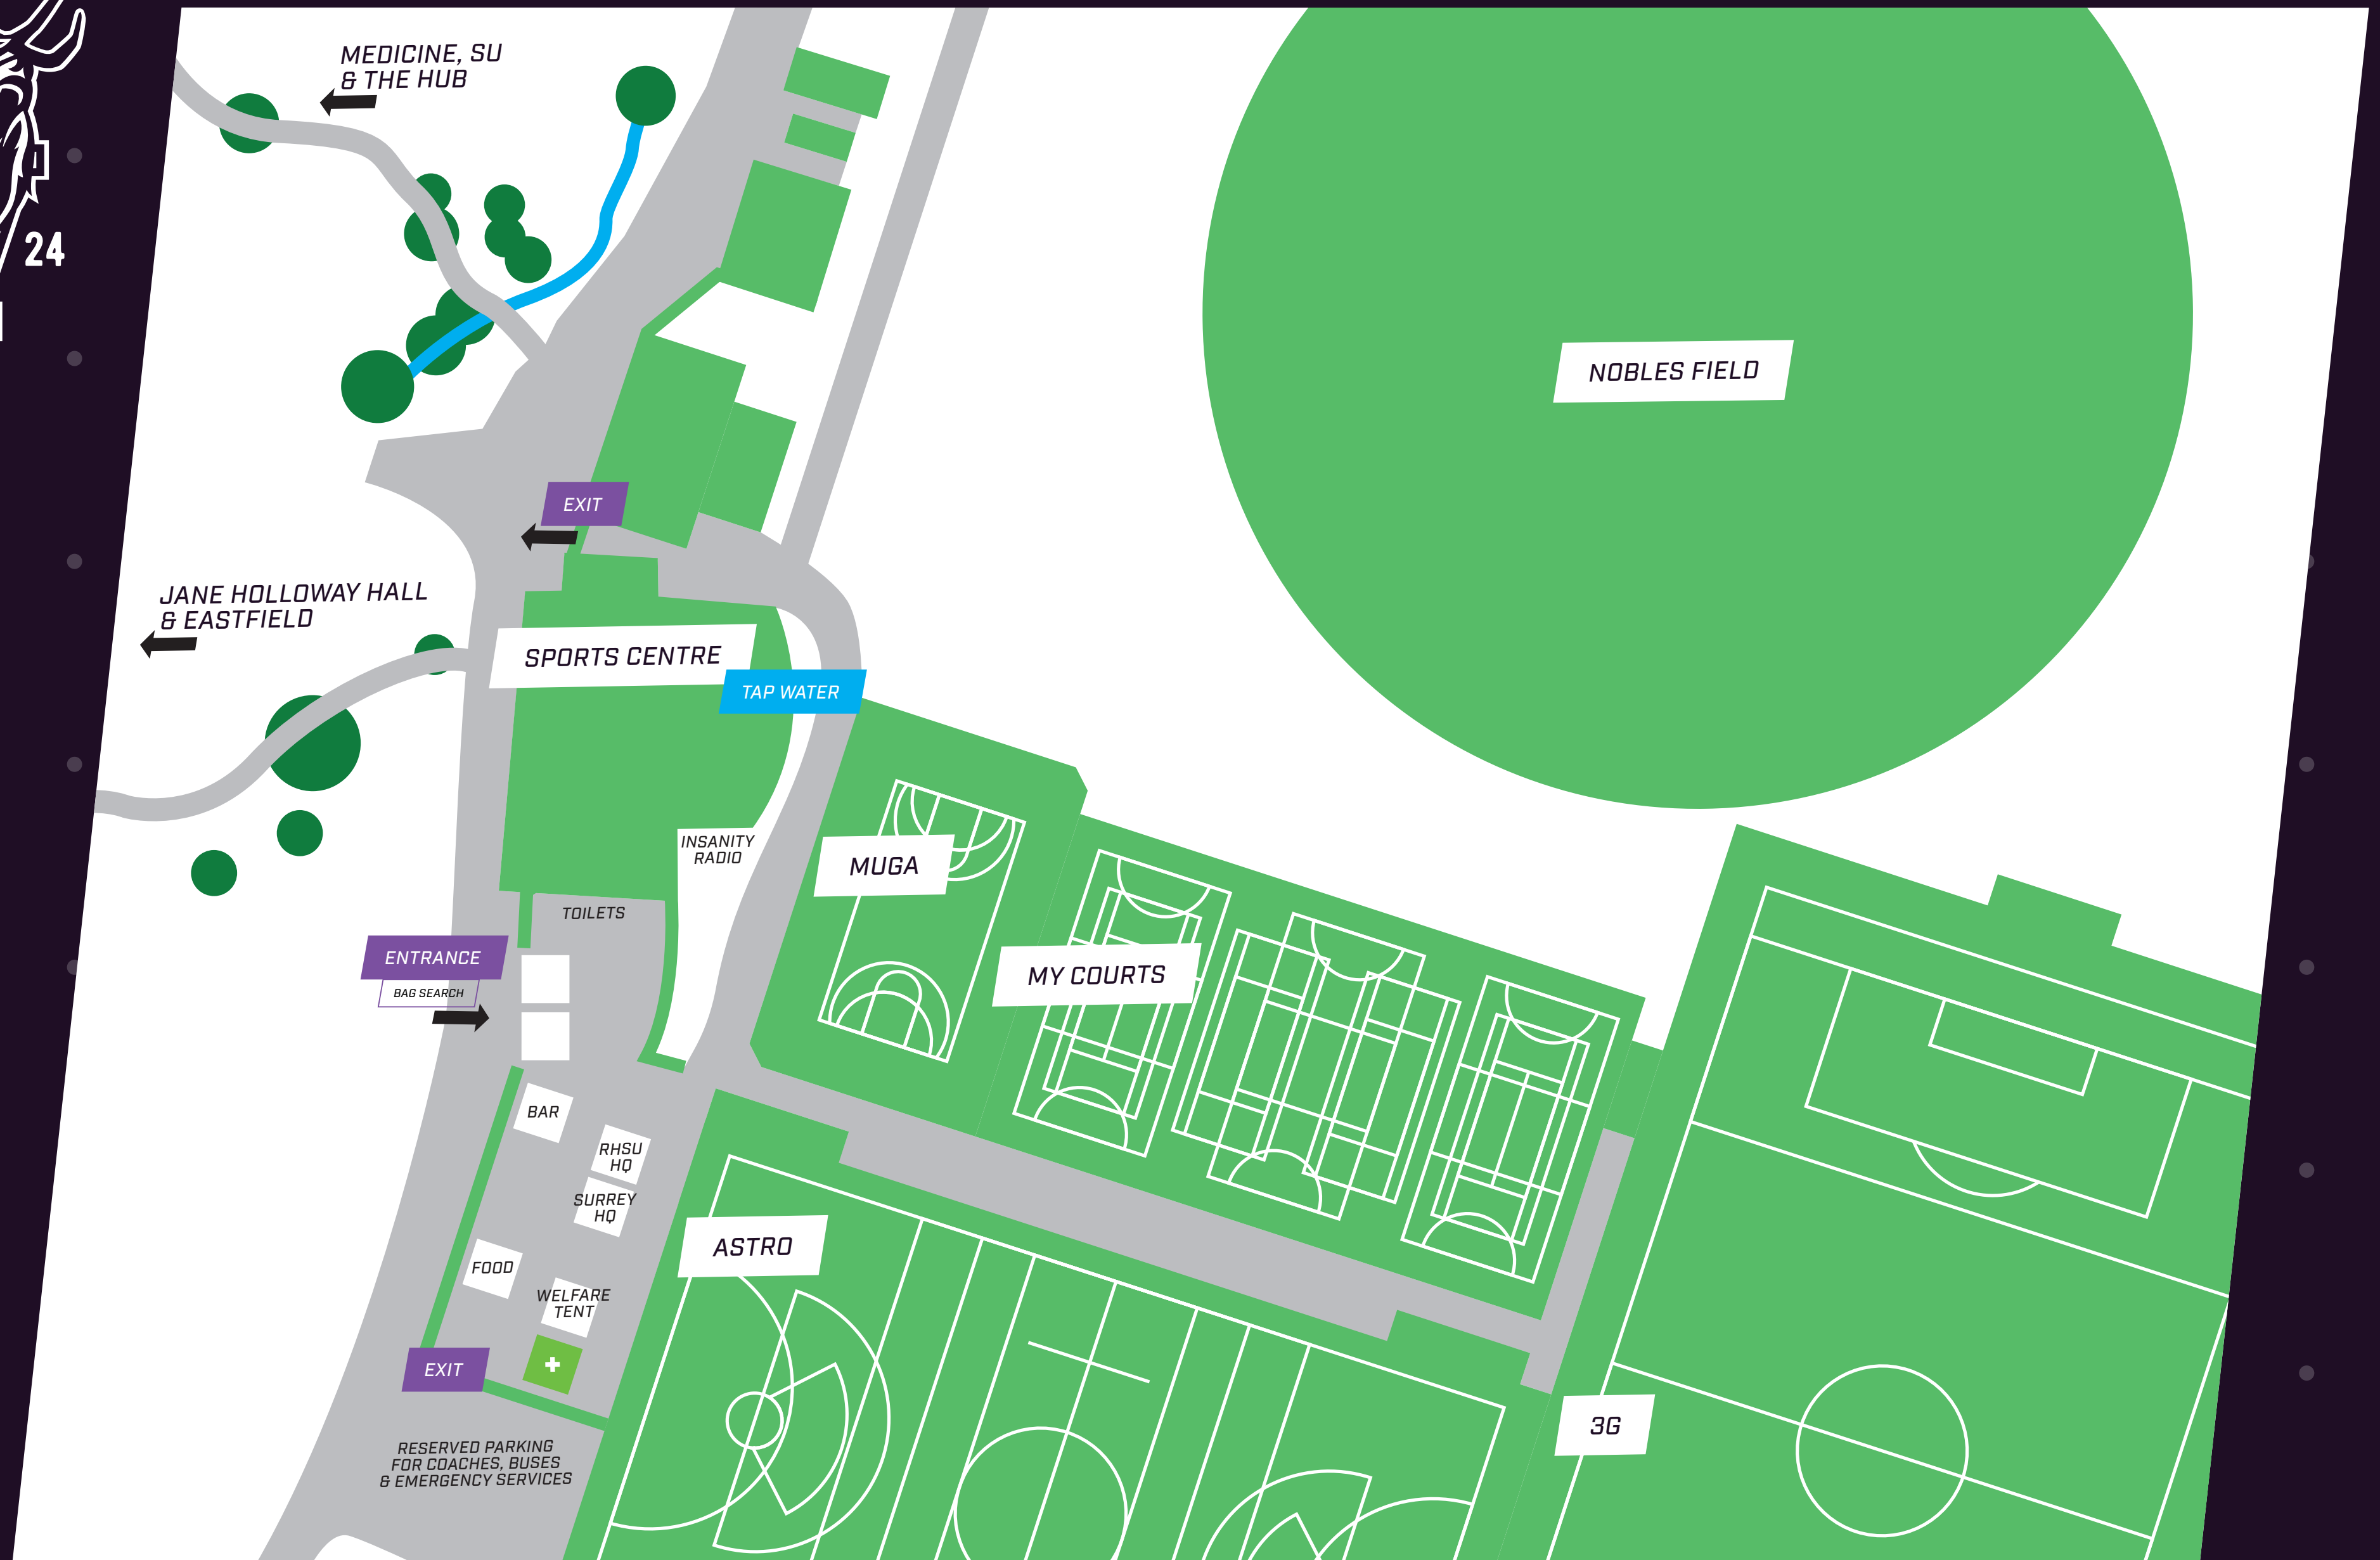 MEDICINE, SU
& THE HUB
24
NOBLES FIELD
EXIT
JANE HOLLOWAY HALL
& EASTFIELD
SPORTS CENTRE
TAP WATER
INSANITY
RADIO
MUGA
TOILETS
ENTRANCE
BAG SEARCH
MY COURTS
BAR
RHSU
HQ
SURREY
HQ
ASTRO
FOOD
WELFARE
TENT
EXIT
3G
RESERVED PARKING
FOR COACHES, BUSES
& EMERGENCY SERVICES